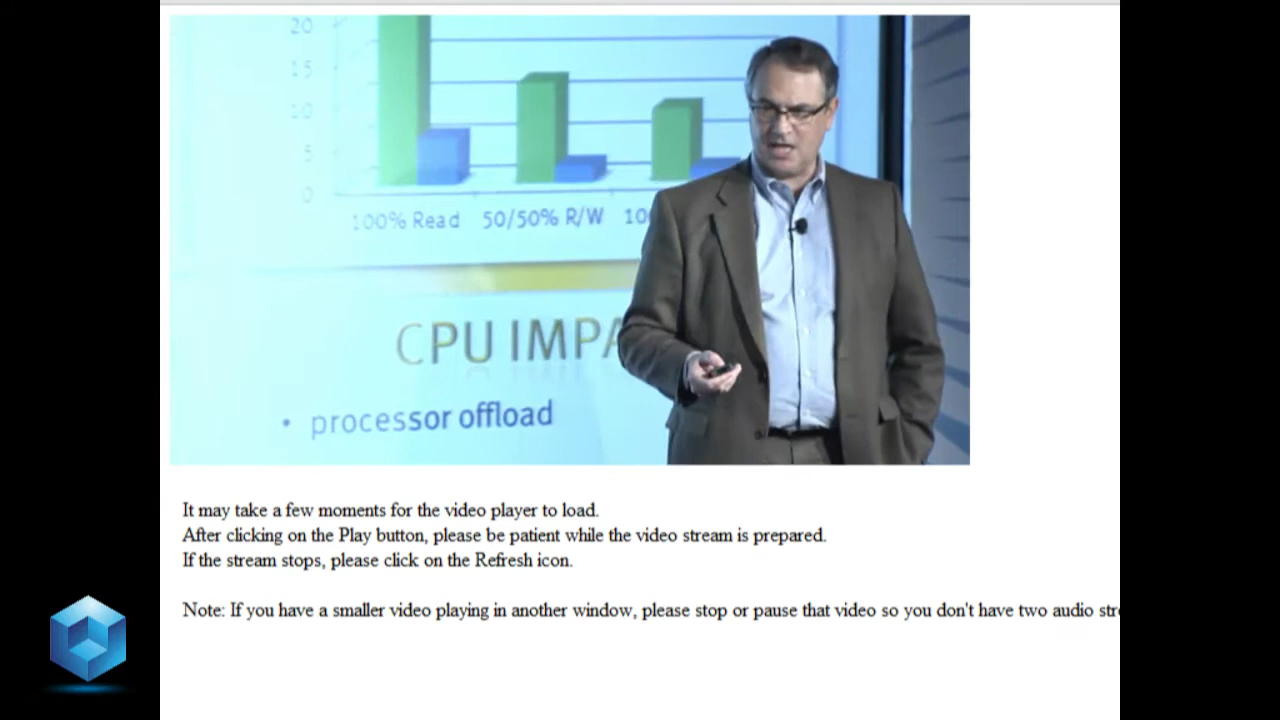 20
15
10
5
0
100% Read 50/50% R/W 10
CPU IMPA
• processor offload
It may take a few moments for the video player to load.
After clicking on the Play button, please be patient while the video stream is prepared.
If the stream stops, please click on the Refresh icon.
Note: If you have a smaller video playing in another window, please stop or pause that video so you don't have two audio str